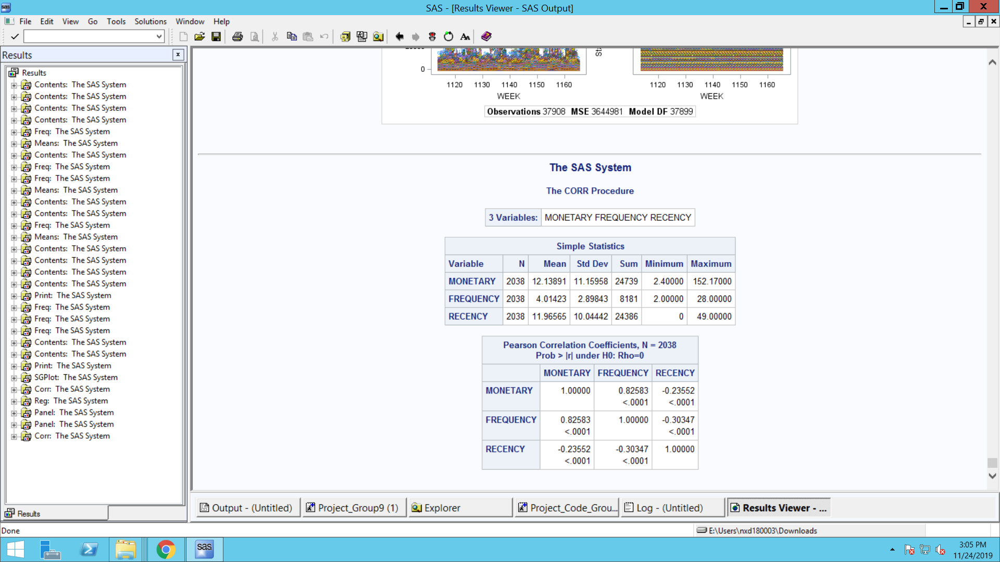 SAS - [Results Viewer - SAS Output]
File Edit View Go Tools Solutions Window Help
Results
Results
Contents: The SAS System
Contents: The SAS System
Contents: The SAS System
Contents: The SAS System
Freq: The SAS System
Means: The SAS System
Contents: The SAS System
Freq: The SAS System
Freq: The SAS System
Means: The SAS System
Contents: The SAS System
Contents: The SAS System
Freq: The SAS System
Means: The SAS System
Contents: The SAS System
Contents: The SAS System
Contents: The SAS System
Contents: The SAS System
Print: The SAS System
Freq: The SAS System
Freq: The SAS System
Freq: The SAS System
Contents: The SAS System
Contents: The SAS System
Print: The SAS System
SGPlot: The SAS System
Corr: The SAS System
Reg: The SAS System
Panel: The SAS System
Panel: The SAS System
Corr: The SAS System
Results
0
1120 1130 1140 1150 1160
WEEK
1120 1130 1140 1150 1160
WEEK
Observations 37908 MSE 3644981 Model DF 37899
The SAS System
The CORR Procedure
3 Variables: MONETARY FREQUENCY RECENCY
Simple Statistics
Variable N Mean Std Dev Sum Minimum Maximum
MONETARY 2038 12.13891 11.15958 24739 2.40000 152.17000
FREQUENCY 2038 4.01423 2.89843 8181 2.00000 28.00000
RECENCY 2038 11.96565 10.04442 24386 0 49.00000
Pearson Correlation Coefficients, N = 2038
Prob > |r| under H0: Rho=0
MONETARY FREQUENCY RECENCY
MONETARY 1.00000 0.82583 -0.23552
<.0001 <.0001
FREQUENCY 0.82583 1.00000 -0.30347
<.0001 <.0001
RECENCY -0.23552 -0.30347 1.00000
<.0001 <.0001
Output - (Untitled) Project_Group9 (1) Explorer Project_Code_Grou... Log - (Untitled) Results Viewer - ...
Done E:\Users\nxd180003\Downloads
sas
3:05 PM
11/24/2019